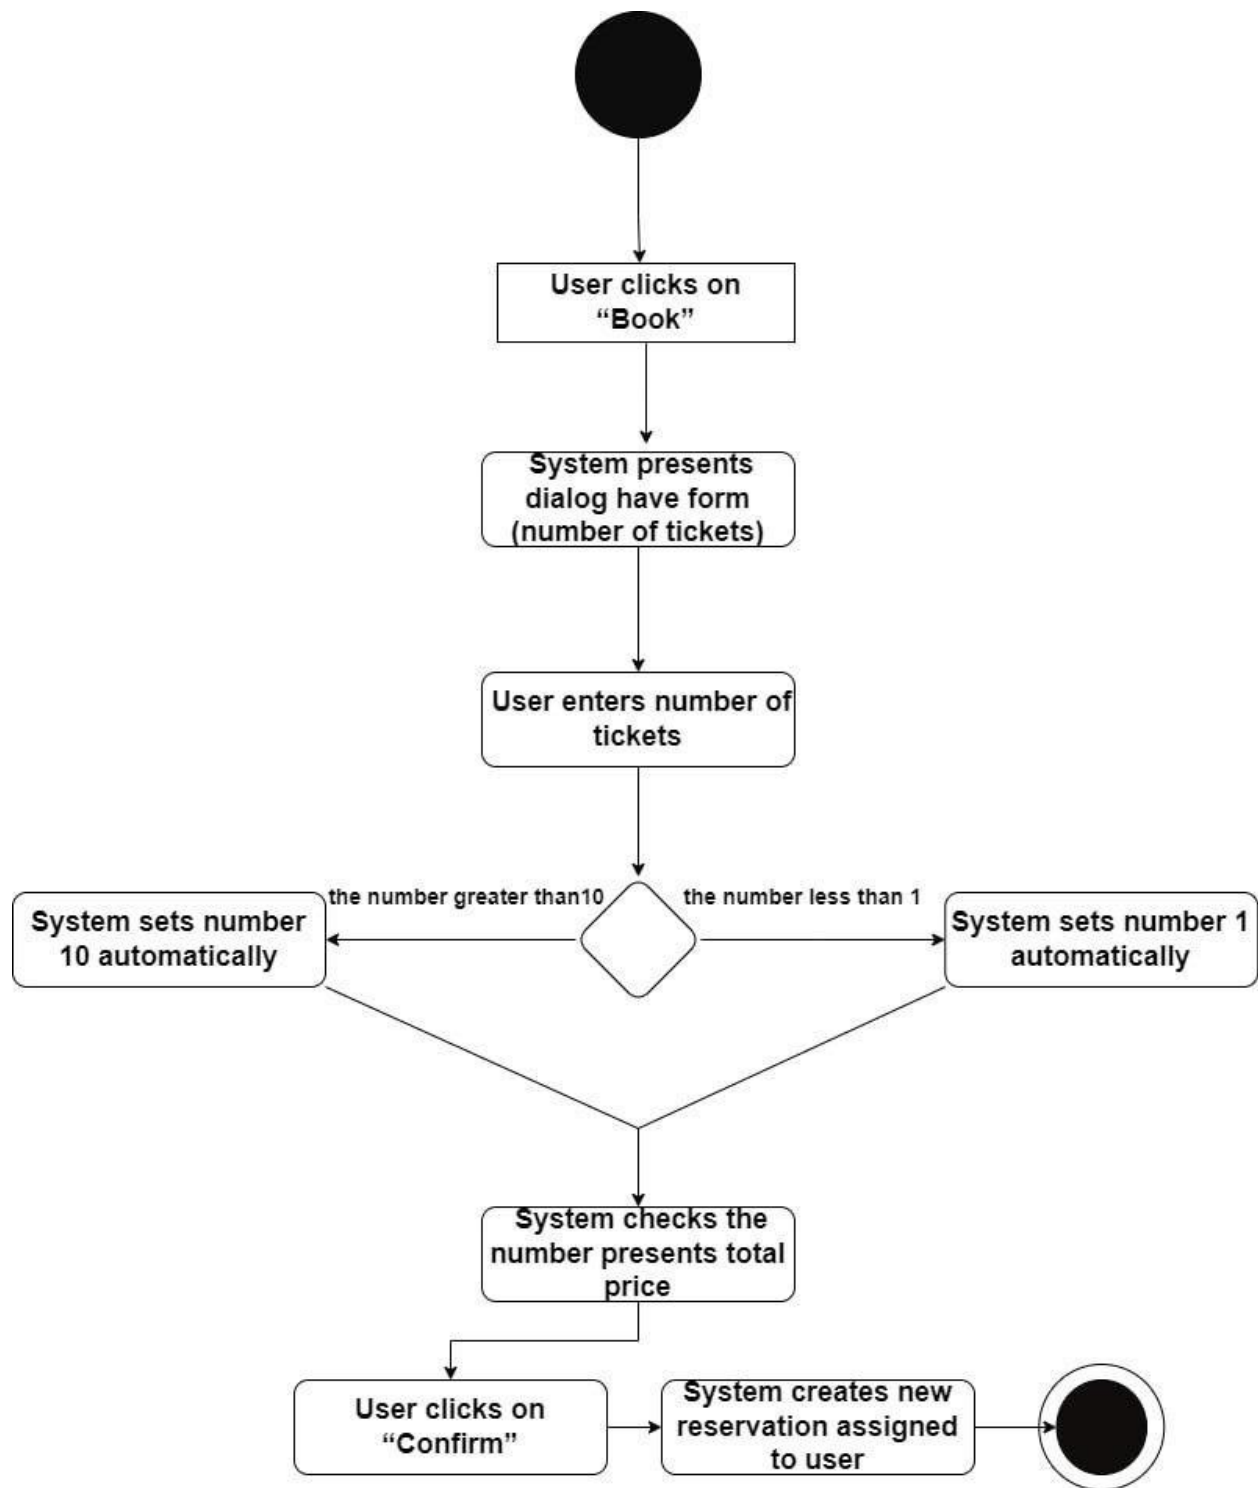 User clicks on
“Book”
System presents
dialog have form
(number of tickets)
User enters number of
tickets
the number greater than10
the number less than 1
System sets number
10 automatically
System sets number 1
automatically
System checks the
number presents total
price
User clicks on
“Confirm”
System creates new
reservation assigned
to user